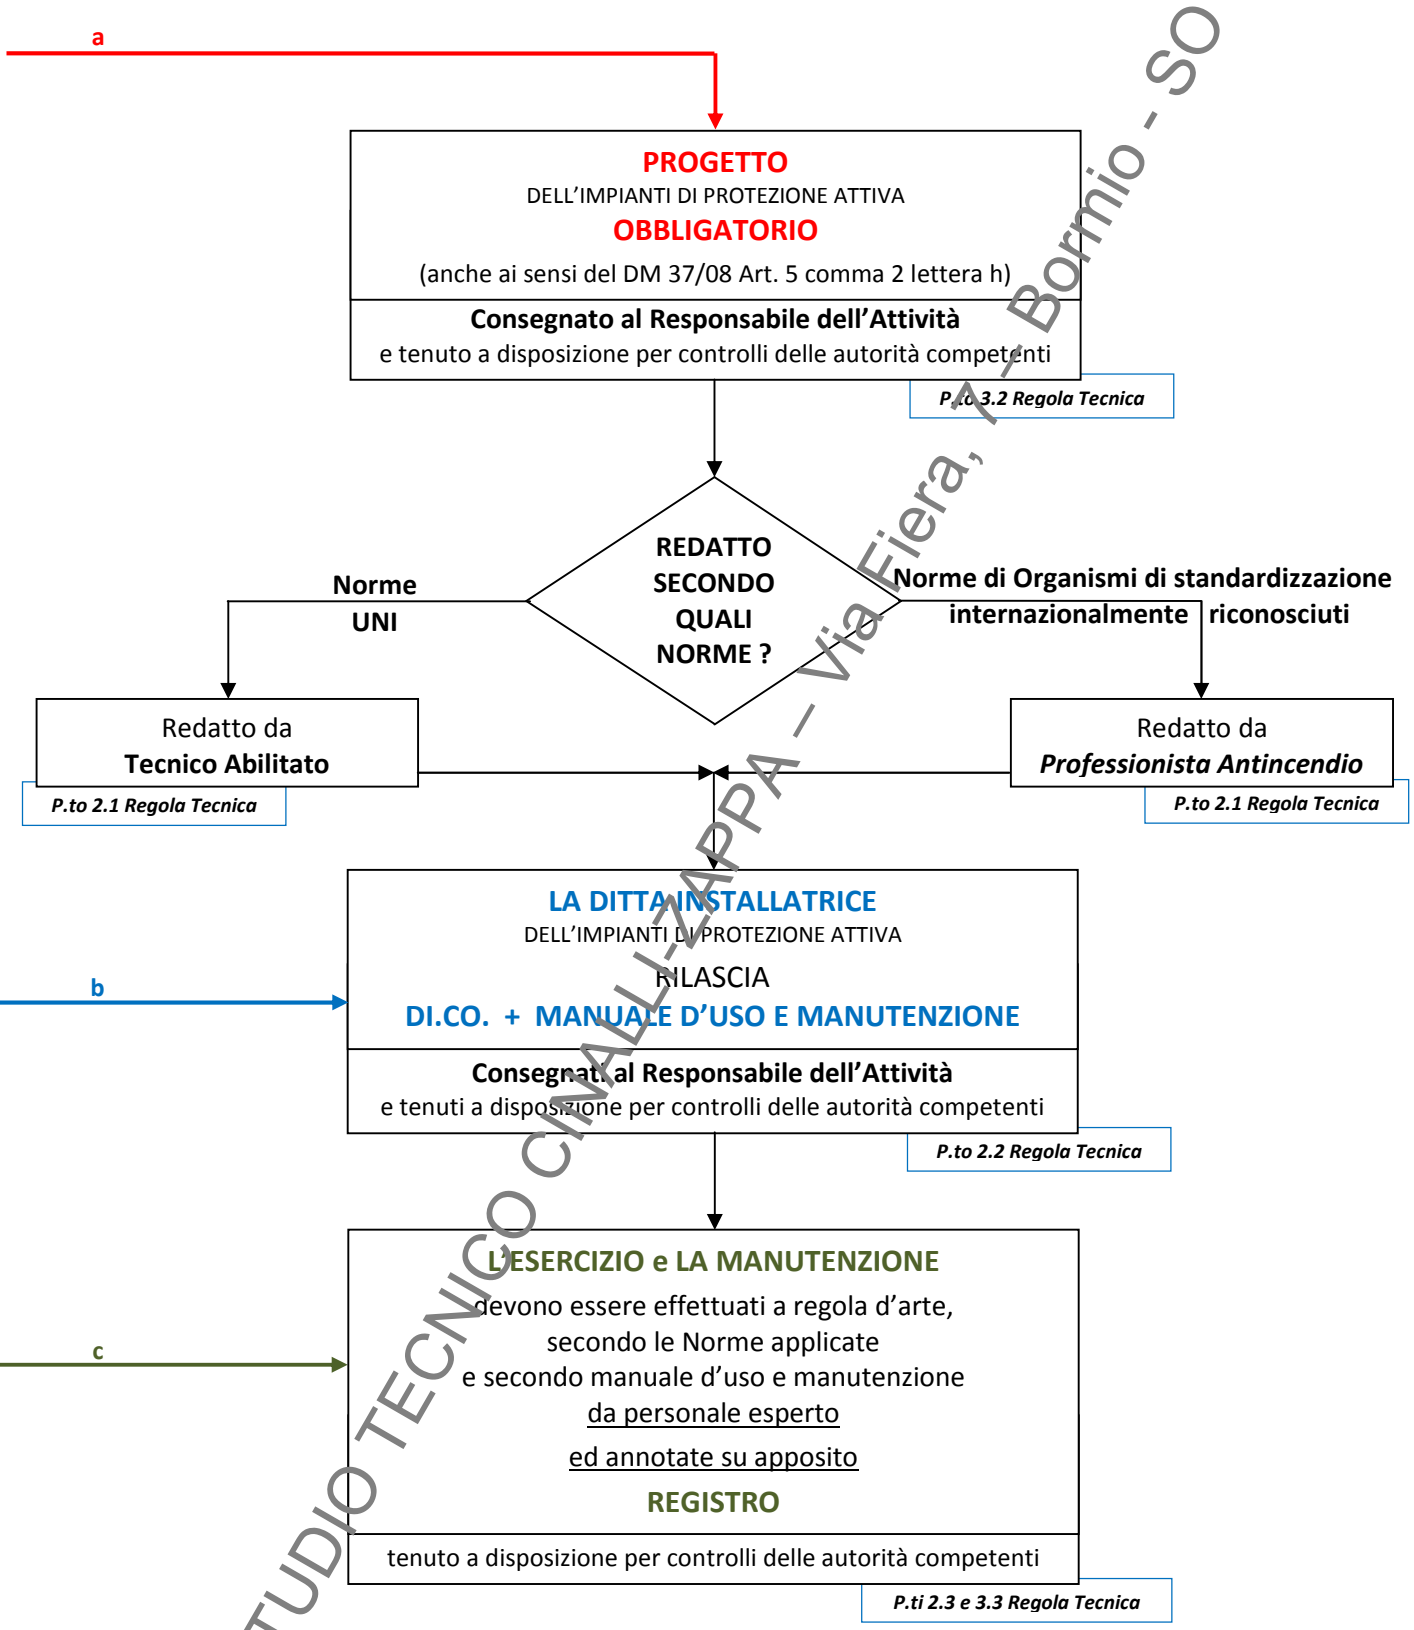 a
PROGETTO
DELL'IMPIANTI DI PROTEZIONE ATTIVA
OBBLIGATORIO
(anche ai sensi del DM 37/08 Art. 5 comma 2 lettera h)
Consegnato al Responsabile dell'Attività
e tenuto a disposizione per controlli delle autorità competenti
P.to 3.2 Regola Tecnica
REDATTO
SECONDO
QUALI
NORME ?
Norme
UNI
Norme di Organismi di standardizzazione
internazionalmente riconosciuti
Redatto da
Tecnico Abilitato
P.to 2.1 Regola Tecnica
Redatto da
Professionista Antincendio
P.to 2.1 Regola Tecnica
LA DITTA INSTALLATRICE
DELL'IMPIANTI DI PROTEZIONE ATTIVA
RILASCIA
b
DI.CO. + MANUALE D'USO E MANUTENZIONE
Consegnati al Responsabile dell'Attività
e tenuti a disposizione per controlli delle autorità competenti
P.to 2.2 Regola Tecnica
L'ESERCIZIO e LA MANUTENZIONE
devono essere effettuati a regola d'arte,
secondo le Norme applicate
c
e secondo manuale d'uso e manutenzione
da personale esperto
ed annotate su apposito
REGISTRO
tenuto a disposizione per controlli delle autorità competenti
P.ti 2.3 e 3.3 Regola Tecnica
TUDIO TECNICO CINALLI-ZAPPA – Via Fiera, 7 – Bormio - SO